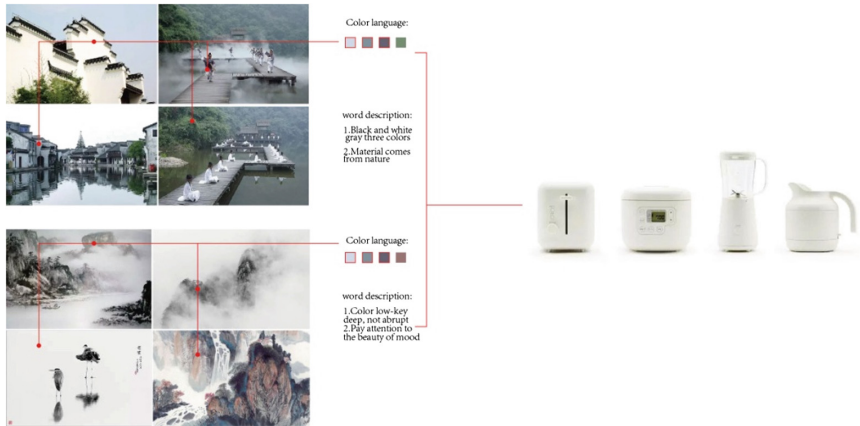 Color language:
word description:
1.Black and white
gray three colors
2.Material comes
from nature
Color language:
word description:
1.Color low-key
deep, not abrupt
2.Pay attention to
the beauty of mood